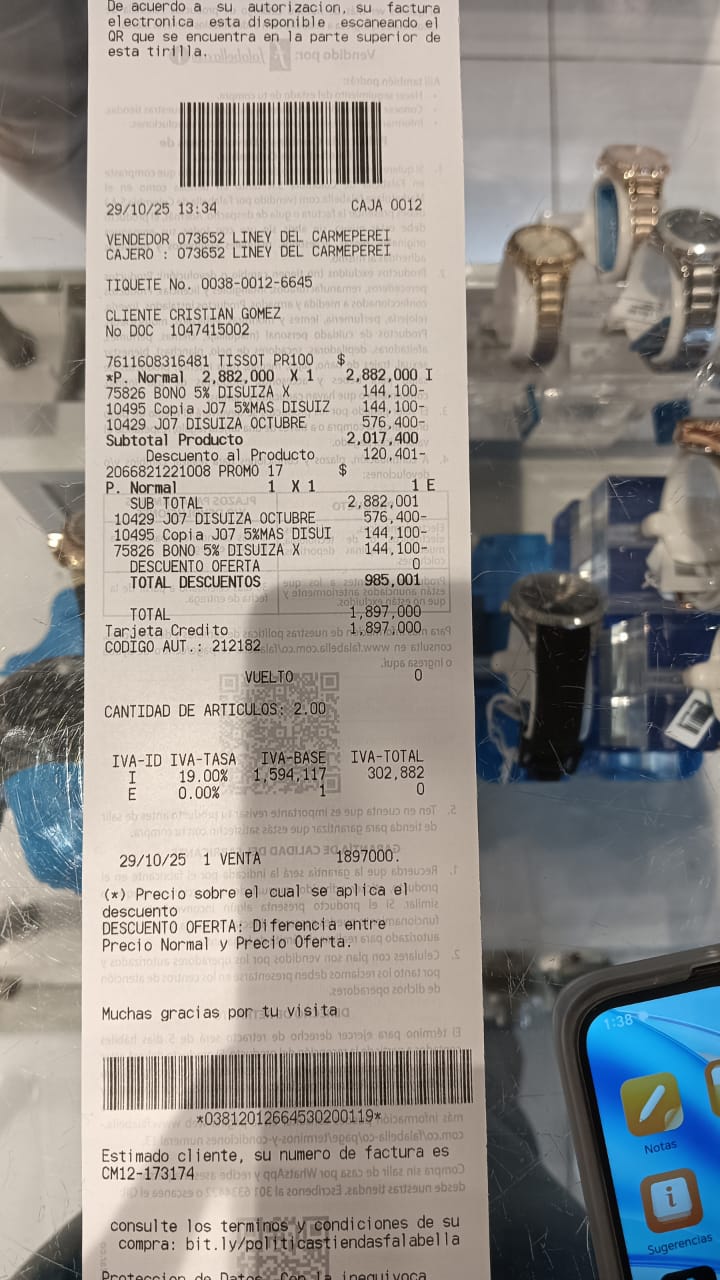 De acuerdo a su autorizacion, su factura
electronica esta disponible escaneando el
QR que se encuentra en la parte superior de
esta tirilla.
29/10/25 13:34 CAJA 0012
VENDEDOR 073652 LINEY DEL CARMEPEREI
CAJERO : 073652 LINEY DEL CARMEPEREI
TIQUETE No. 0038-0012-6645
CLIENTE CRISTIAN GOMEZ
No DOC 1047415002
7611608316481 TISSOT PR100 $
*P. Normal 2,882,000 X 1 2,882,000 I
75826 BONO 5% DISUIZA X 144,100-
10495 Copia J07 5%MAS DISUIZ 144,100-
10429 J07 DISUIZA OCTUBRE 576,400-
Subtotal Producto 2,017,400
Descuento al Producto 120,401-
2066821221008 PROMO 17 $
P. Normal 1 X 1 1 E
SUB TOTAL 2,882,001
10429 J07 DISUIZA OCTUBRE 576,400-
10495 Copia J07 5%MAS DISUI 144,100-
75826 BONO 5% DISUIZA X 144,100-
DESCUENTO OFERTA 0
TOTAL DESCUENTOS 985,001
TOTAL 1,897,000
Tarjeta Credito 1,897,000
CODIGO AUT.: 212182
VUELTO 0
CANTIDAD DE ARTICULOS: 2.00
IVA-ID IVA-TASA IVA-BASE IVA-TOTAL
I 19.00% 1,594,117 302,882
E 0.00% 1 0
29/10/25 1 VENTA 1897000.
(*) Precio sobre el cual se aplica el
descuento
DESCUENTO OFERTA: Diferencia entre
Precio Normal y Precio Oferta.
Muchas gracias por tu visita
*03812012664530200119*
Estimado cliente, su numero de factura es
CM12-173174
consulte los terminos y condiciones de su
compra: bit.ly/politicastiendasfalabella
Proteccion de Datos. Con la inequivoca
1:38
Notas
Sugerencias